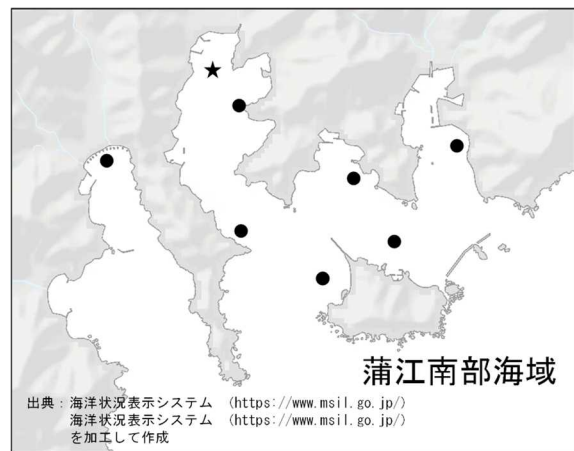 蒲江南部海域
出典：海洋状況表示システム （https://www.msil.go.jp/）
海洋状況表示システム （https://www.msil.go.jp/）
を加工して作成